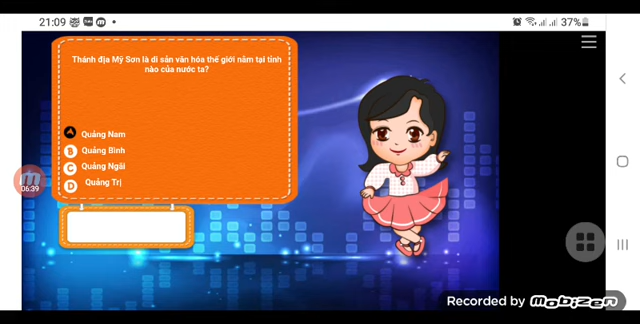 21:09
37%
Thánh địa Mỹ Sơn là di sản văn hóa thế giới nằm tại tỉnh
nào của nước ta?
A Quảng Nam
B Quảng Bình
C Quảng Ngãi
D Quảng Trị
06:39
Recorded by Mobizen